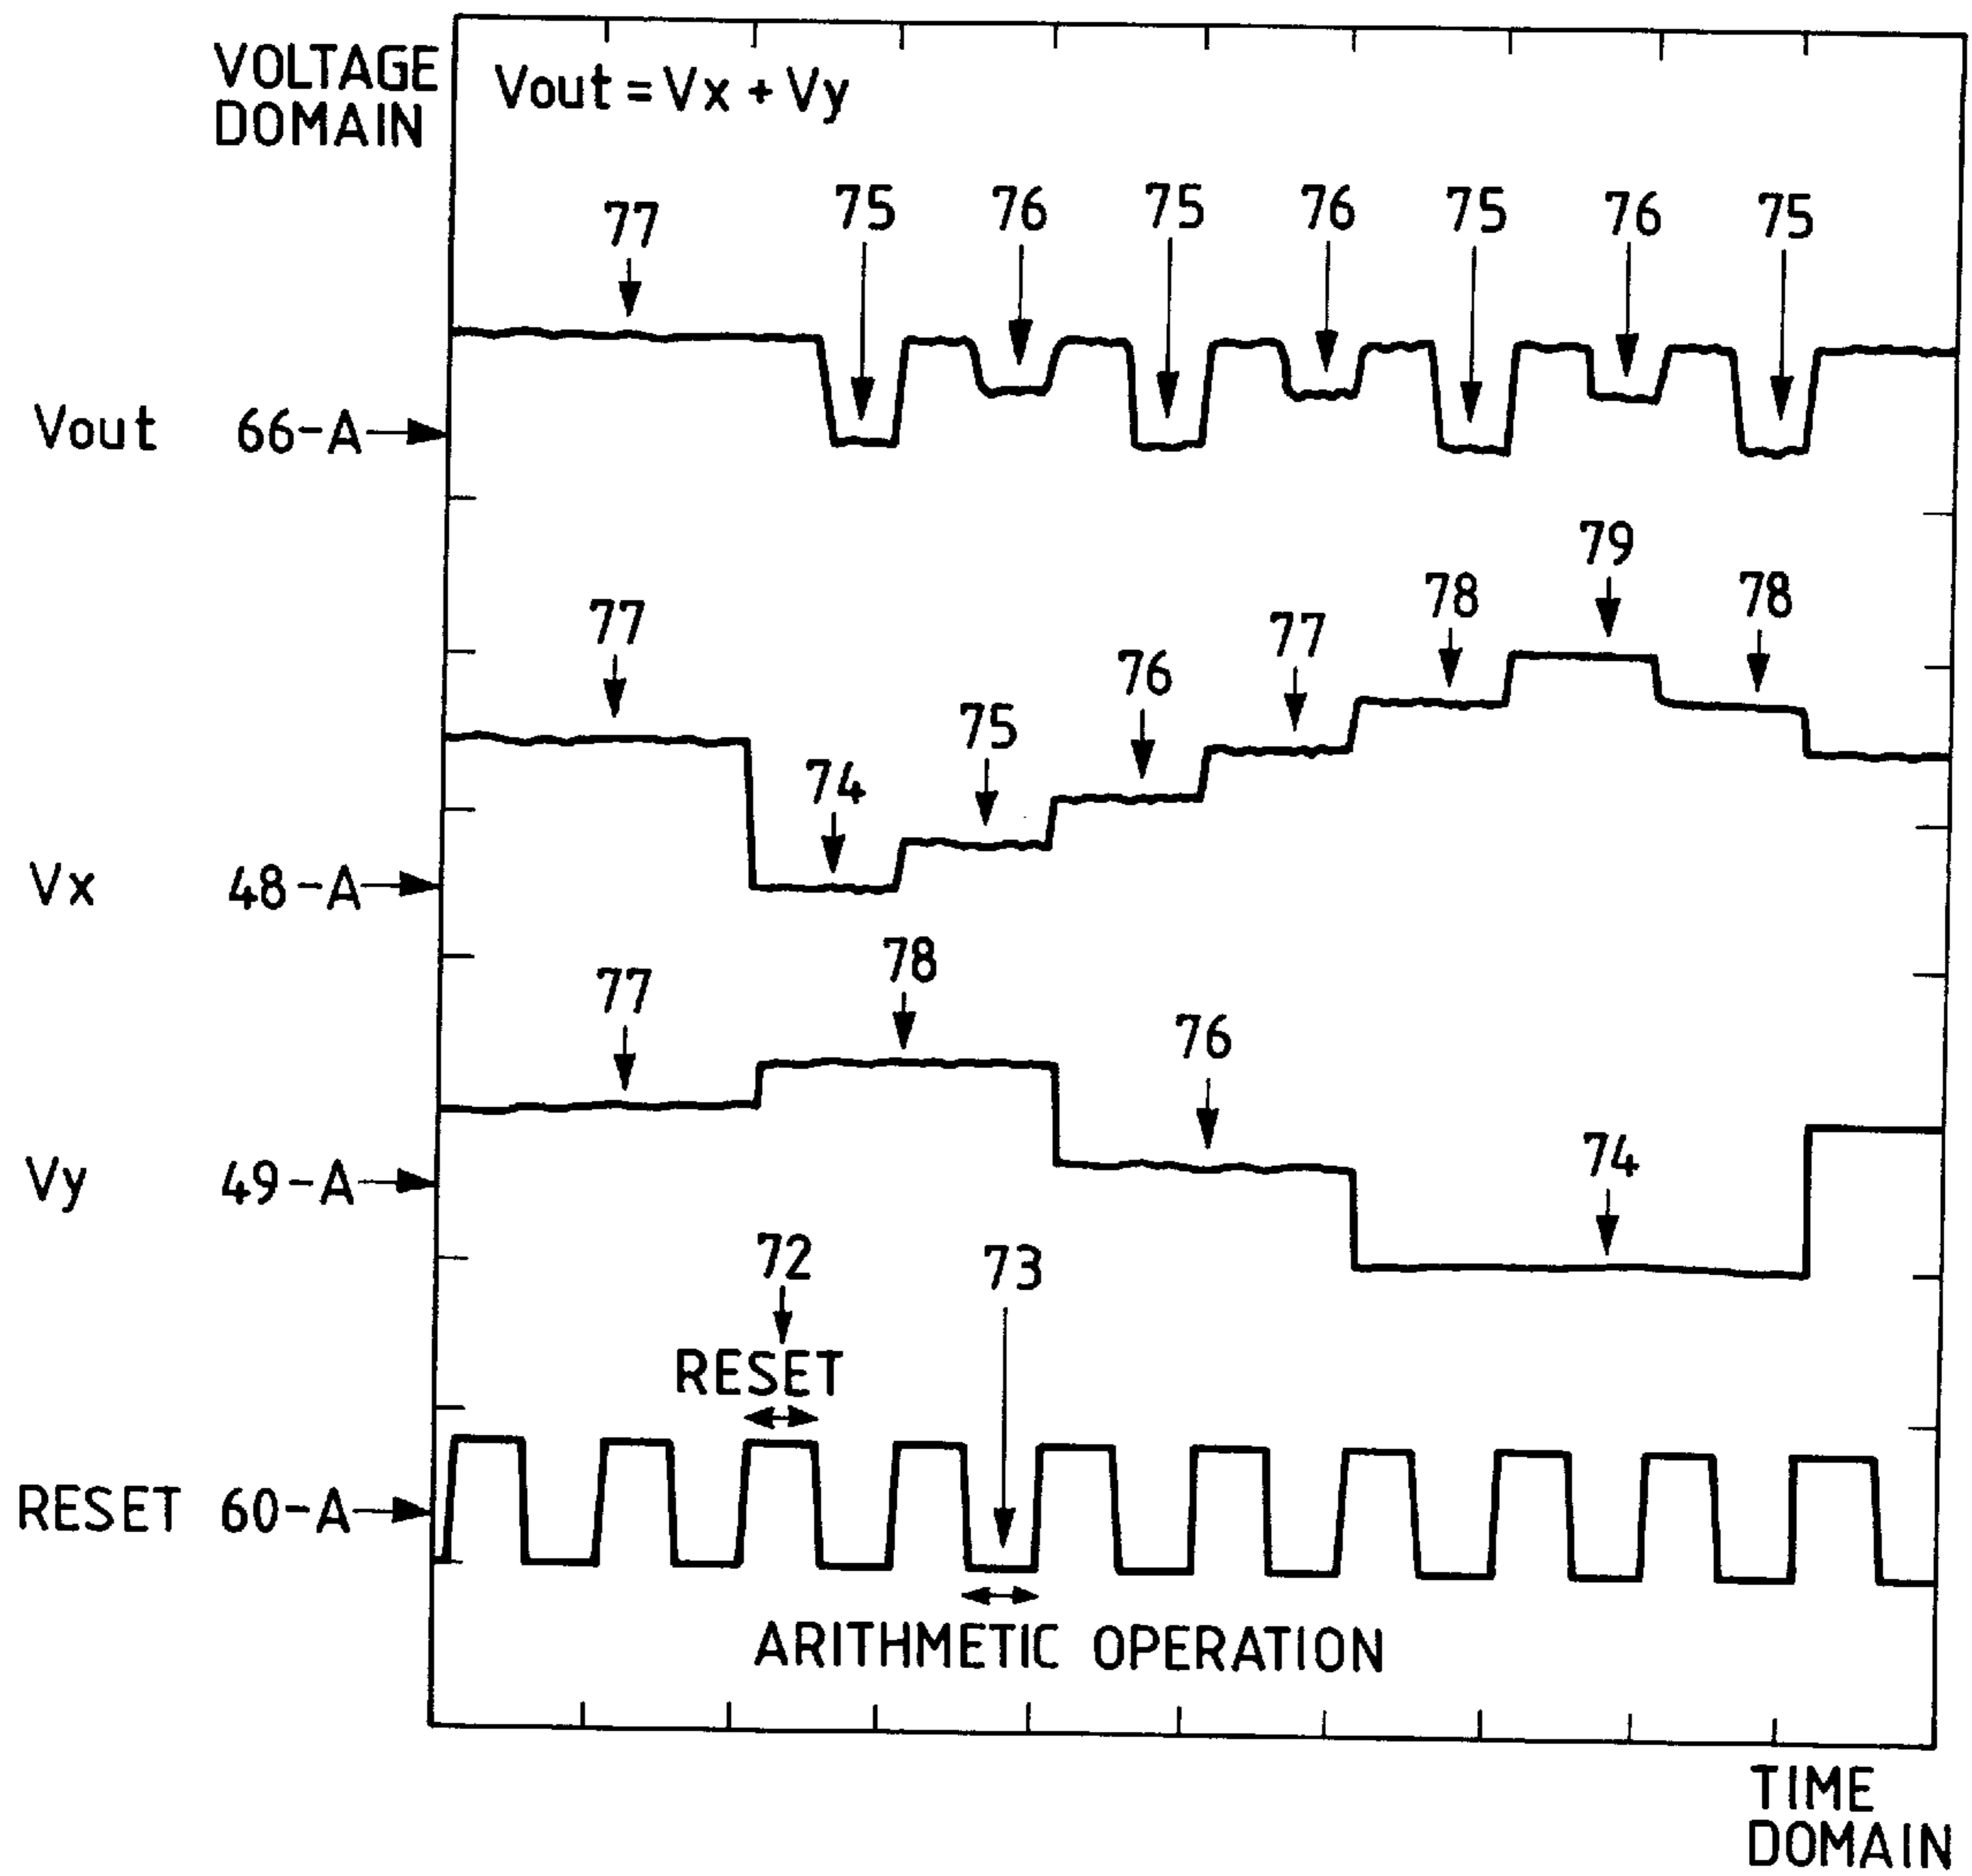 VOLTAGE
DOMAIN
Vout = Vx + Vy
77 75 76 75 76 75 76 75
Vout 66-A
77 74 75 76 77 78 79 78
Vx 48-A
77 78 76 74
Vy 49-A
72 73
RESET
RESET 60-A
ARITHMETIC OPERATION
TIME
DOMAIN